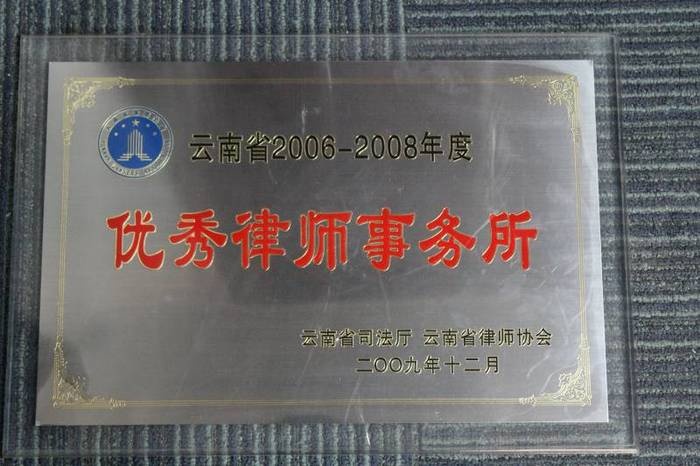 云南省2006-2008年度
优秀律师事务所
云南省司法厅 云南省律师协会
二〇〇九年十二月